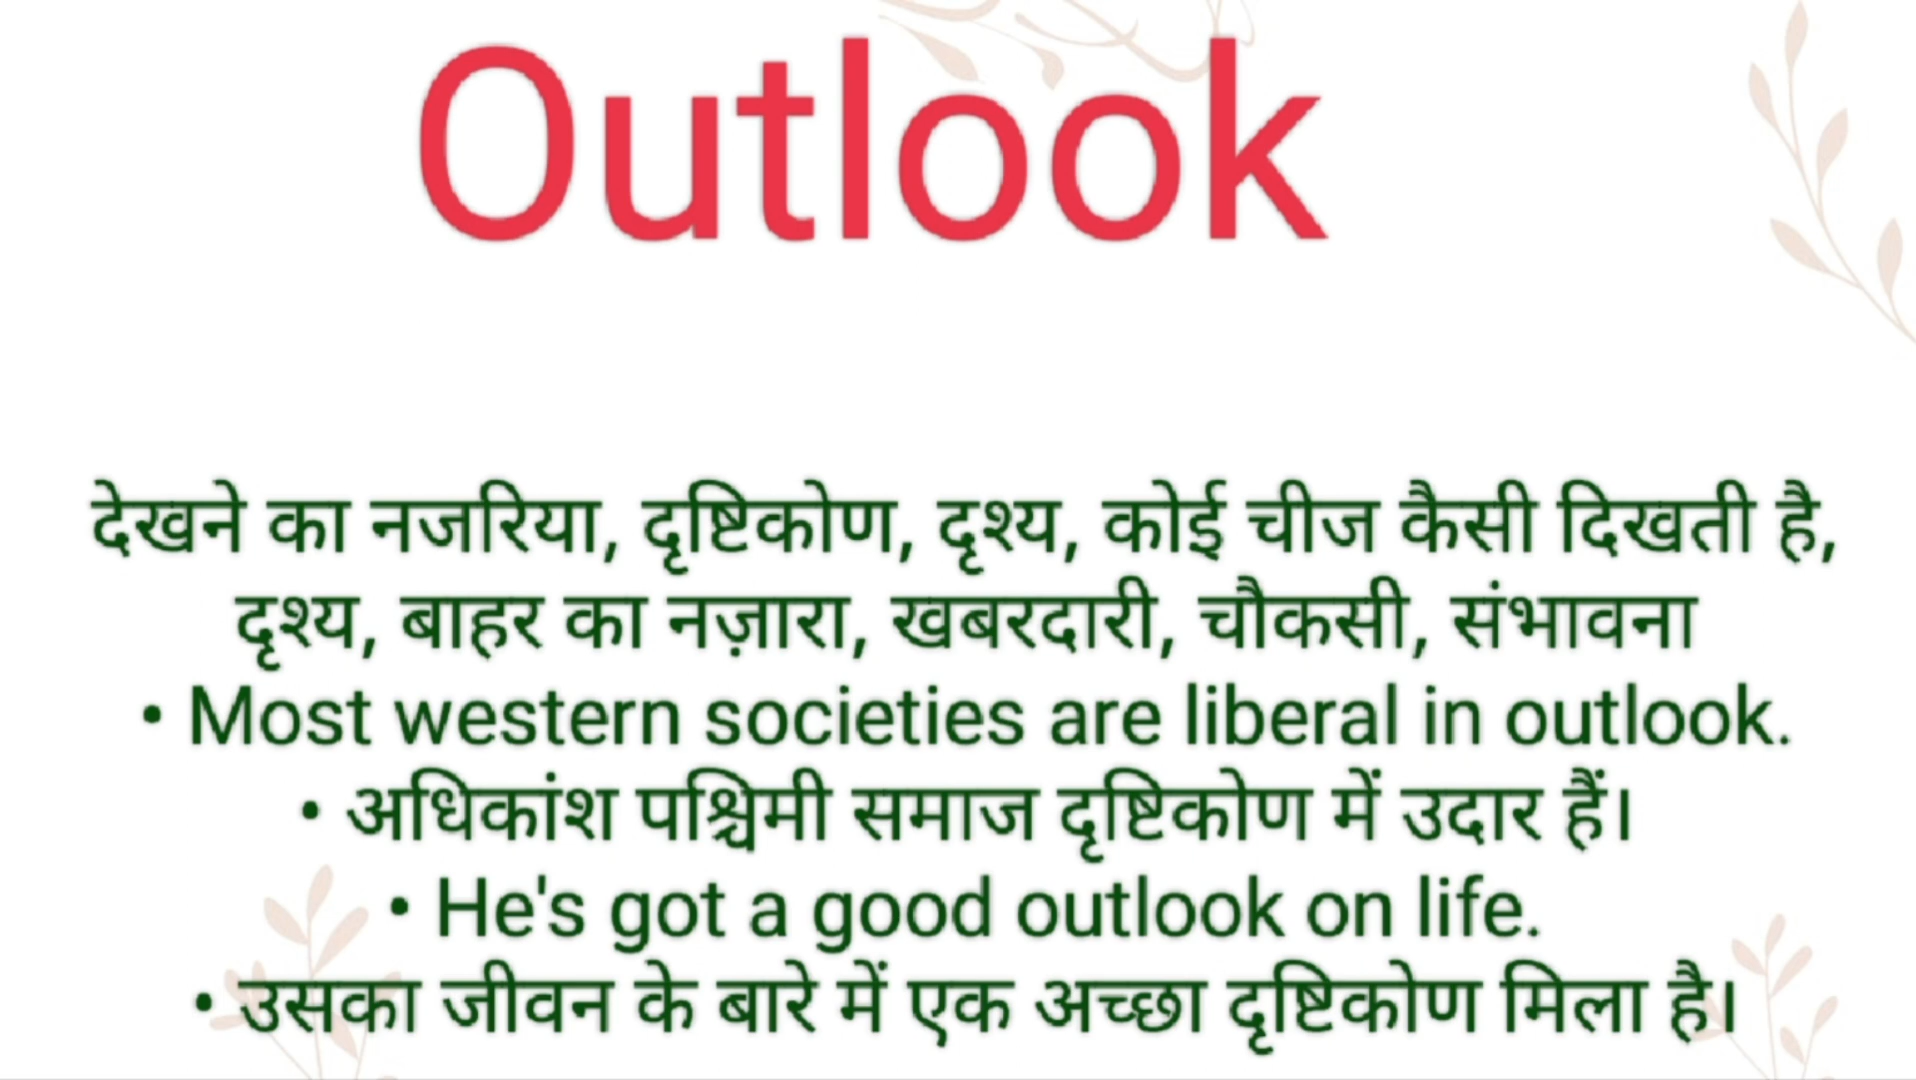 Outlook
देखने का नजरिया, दृष्टिकोण, दृश्य, कोई चीज कैसी दिखती है,
दृश्य, बाहर का नज़ारा, खबरदारी, चौकसी, संभावना
• Most western societies are liberal in outlook.
• अधिकांश पश्चिमी समाज दृष्टिकोण में उदार हैं।
• He's got a good outlook on life.
• उसका जीवन के बारे में एक अच्छा दृष्टिकोण मिला है।